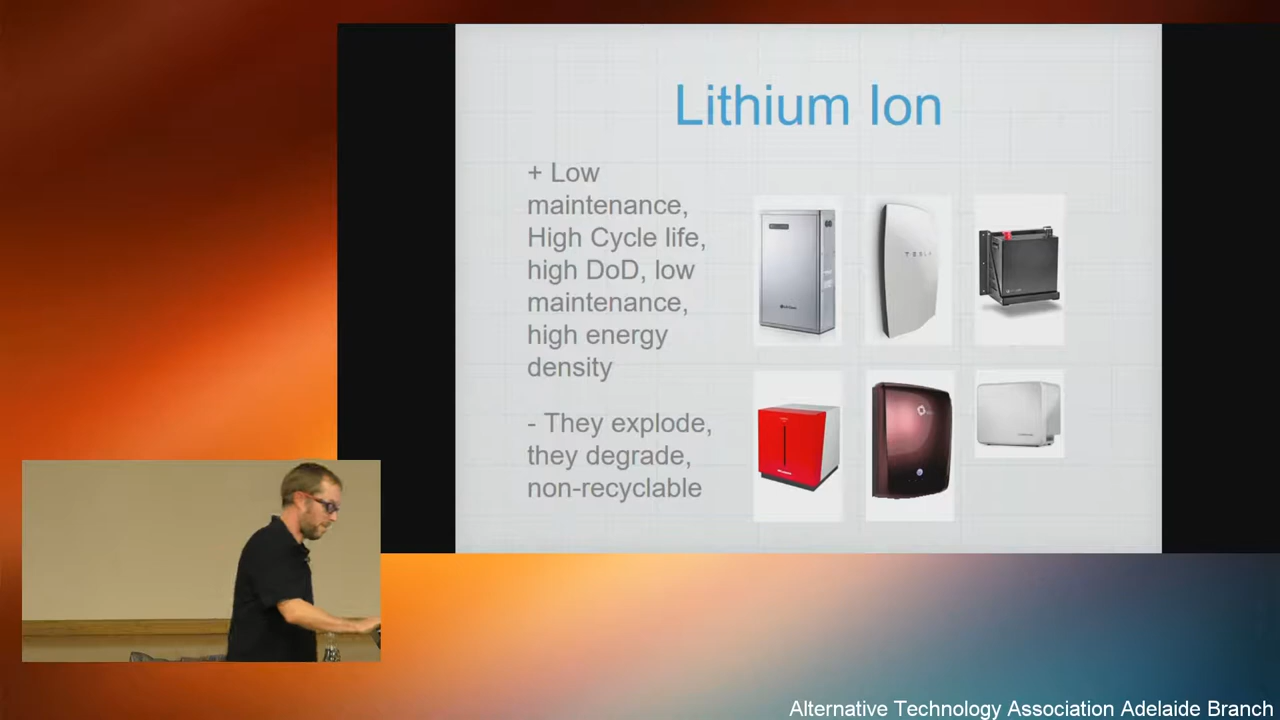 Lithium Ion
+ Low
maintenance,
High Cycle life,
high DoD, low
maintenance,
high energy
density
- They explode,
they degrade,
non-recyclable
TESLA
Alternative Technology Association Adelaide Branch